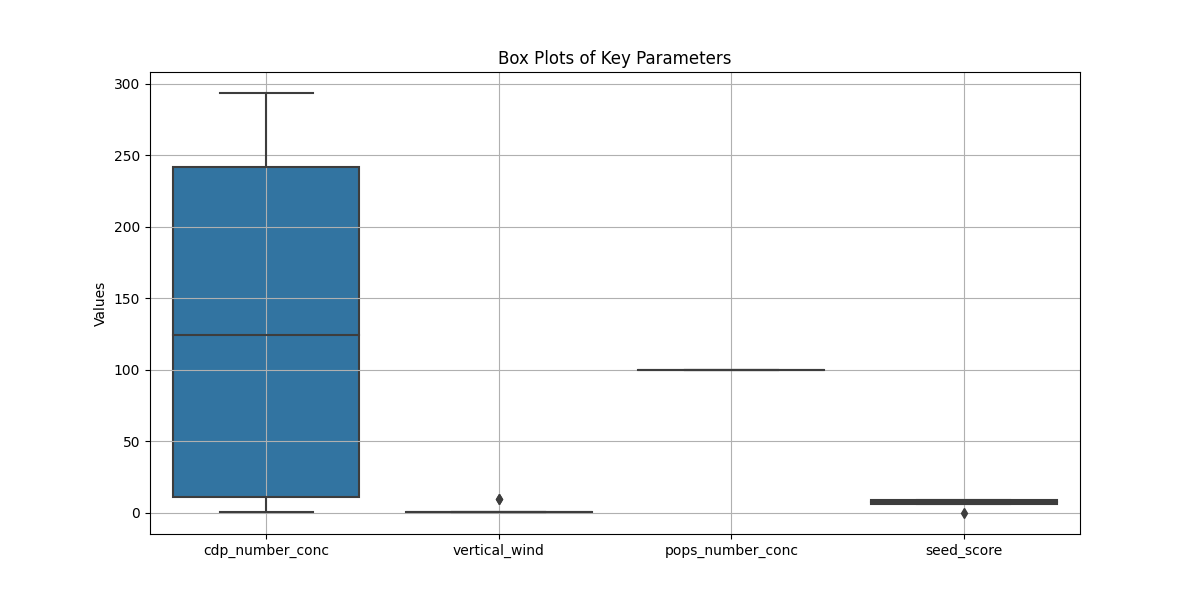 Box Plots of Key Parameters
300
250
200
150
100
50
0
Values
cdp_number_conc
vertical_wind
pops_number_conc
seed_score